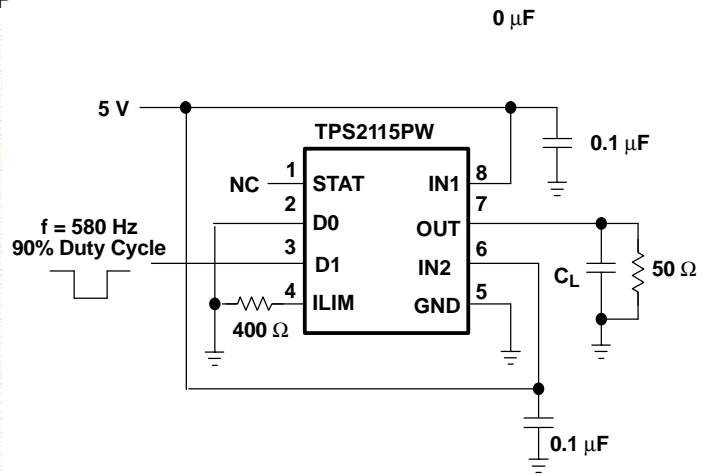 0 μF
5 V
TPS2115PW
0.1 μF
NC
1
STAT
IN1
8
2
D0
OUT
7
f = 580 Hz
90% Duty Cycle
3
D1
IN2
6
CL
50 Ω
4
ILIM
GND
5
400 Ω
0.1 μF